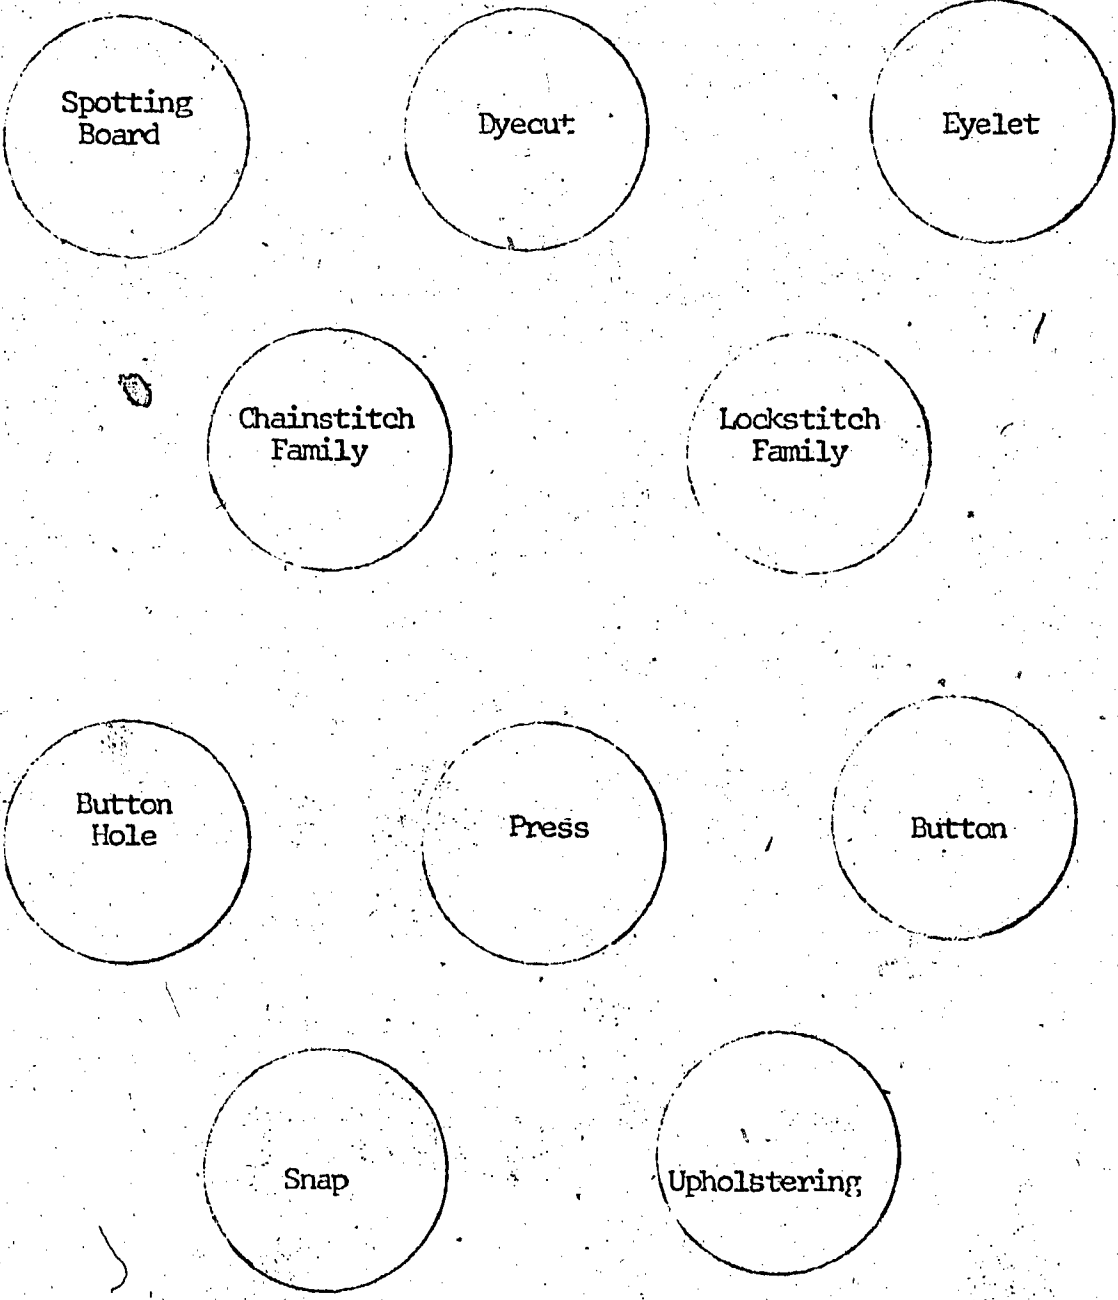 Spotting
Board
Dyecut
Eyelet
Chainstitch
Family
Lockstitch
Family
Button
Hole
Press
Button
Snap
Upholstering